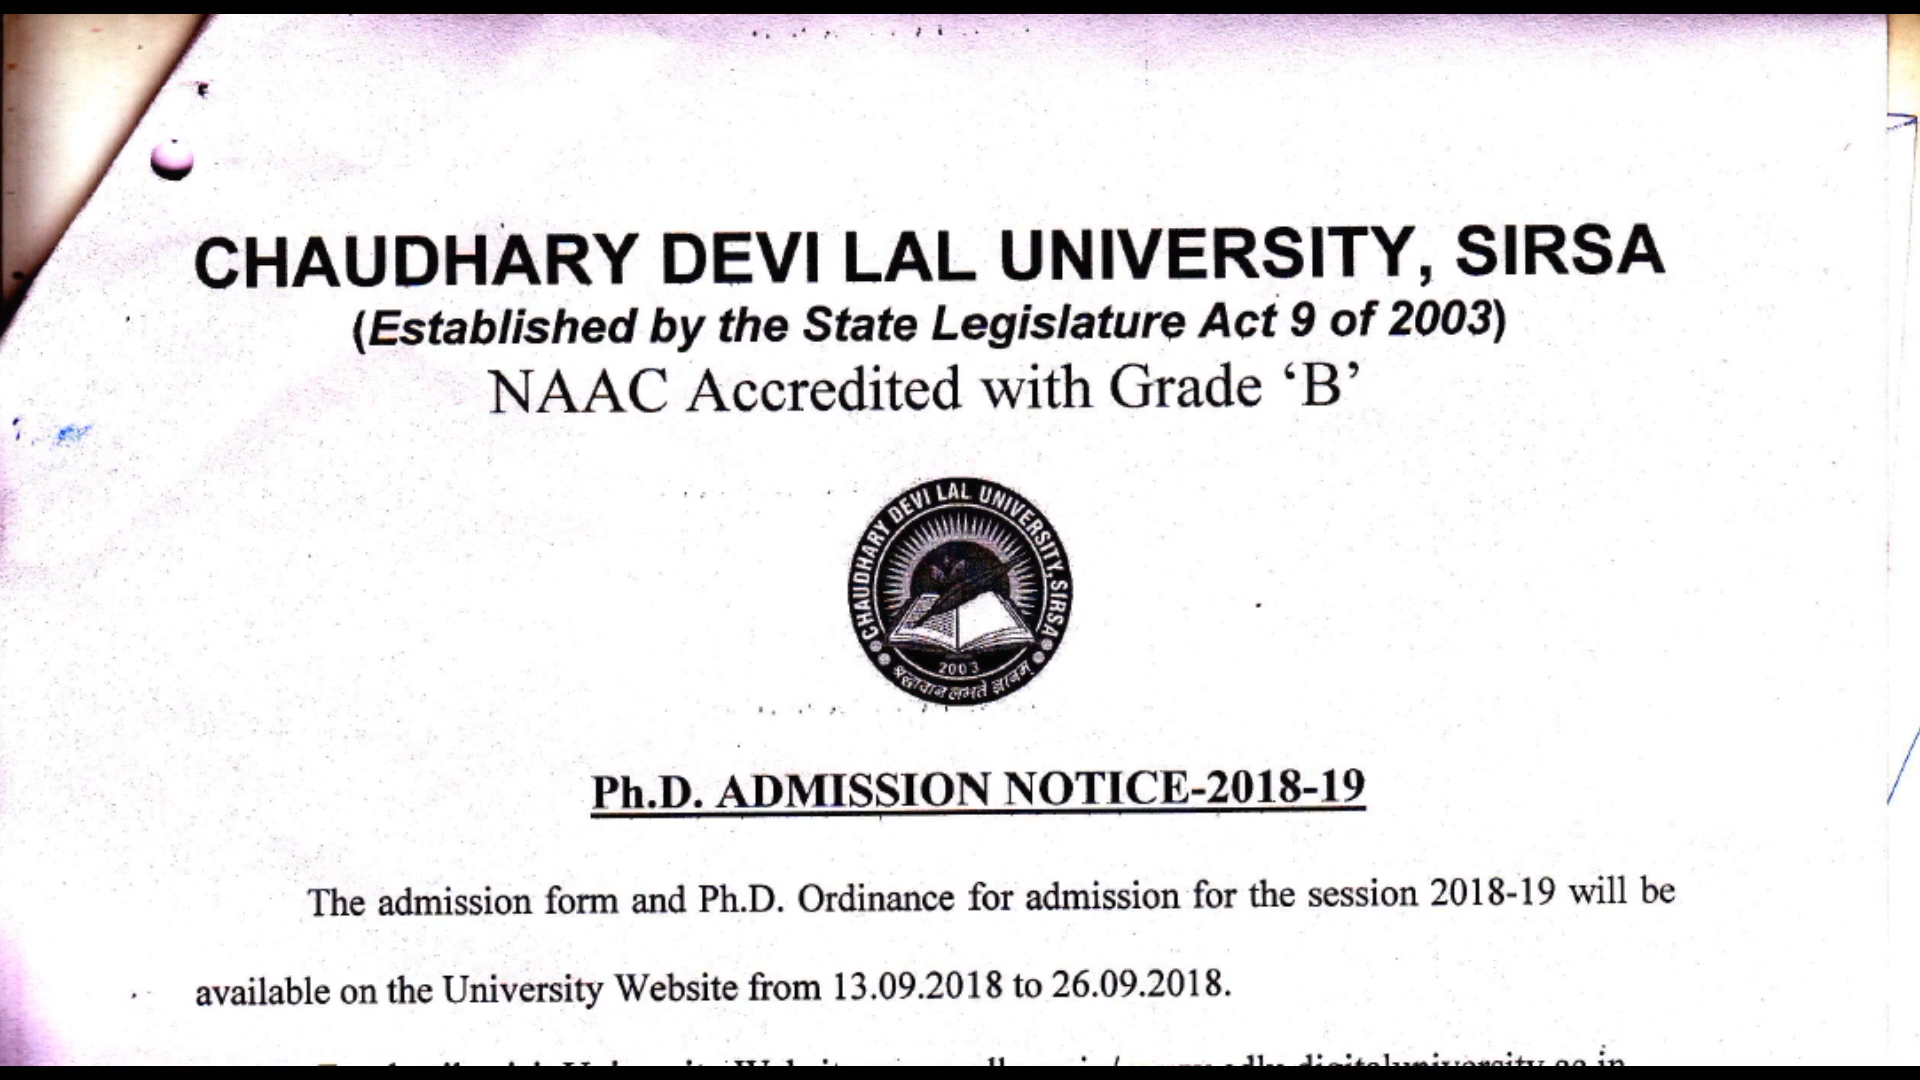 CHAUDHARY DEVI LAL UNIVERSITY, SIRSA
(Established by the State Legislature Act 9 of 2003)
NAAC Accredited with Grade ‘B’
CHAUDHARY DEVI LAL UNIVERSITY, SIRSA
2003
श्रद्धावान लभते ज्ञानम्
Ph.D. ADMISSION NOTICE-2018-19
The admission form and Ph.D. Ordinance for admission for the session 2018-19 will be
available on the University Website from 13.09.2018 to 26.09.2018.